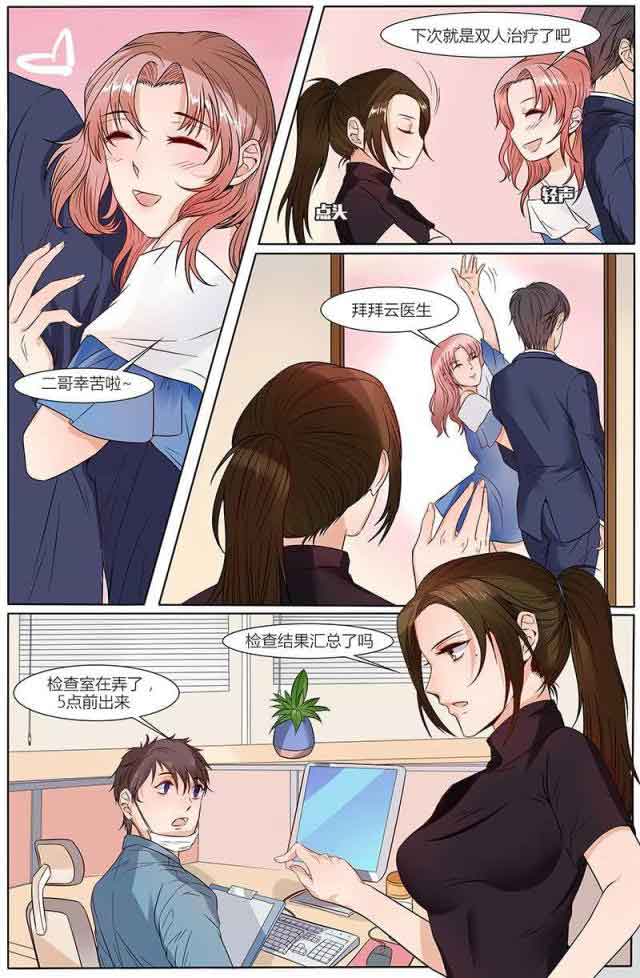 二哥幸苦啦~
下次就是双人治疗了吧
点头
轻声
拜拜云医生
检查结果汇总了吗
检查室在弄了，
5点前出来